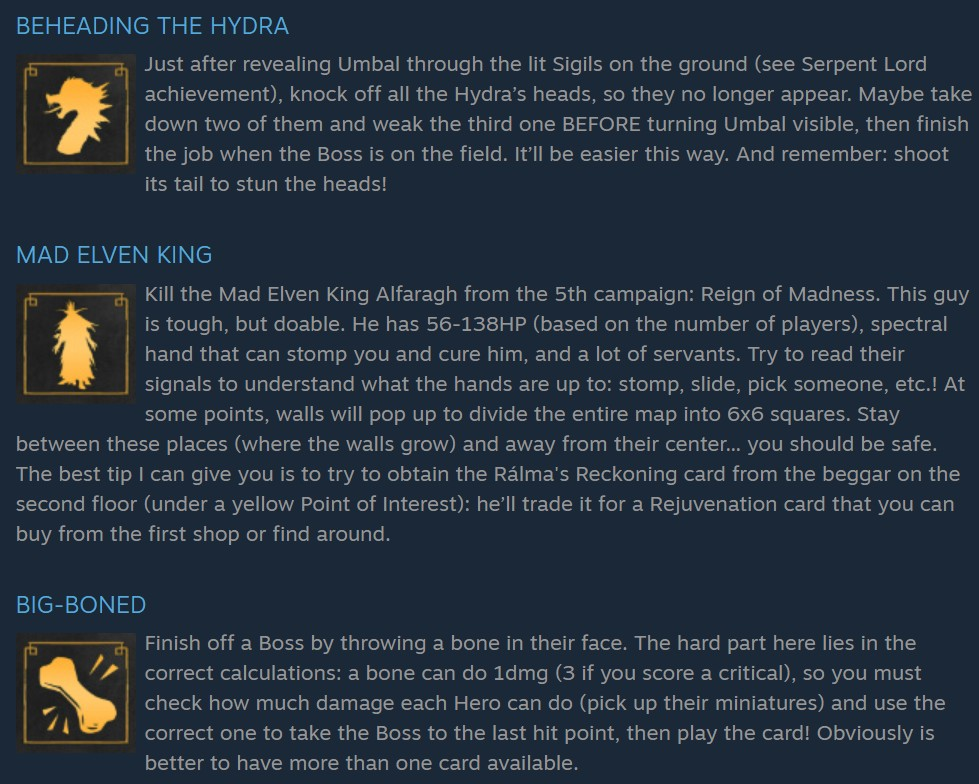 BEHEADING THE HYDRA
Just after revealing Umbal through the lit Sigils on the ground (see Serpent Lord
achievement), knock off all the Hydra’s heads, so they no longer appear. Maybe take
down two of them and weak the third one BEFORE turning Umbal visible, then finish
the job when the Boss is on the field. It’ll be easier this way. And remember: shoot
its tail to stun the heads!
MAD ELVEN KING
Kill the Mad Elven King Alfaragh from the 5th campaign: Reign of Madness. This guy
is tough, but doable. He has 56-138HP (based on the number of players), spectral
hand that can stomp you and cure him, and a lot of servants. Try to read their
signals to understand what the hands are up to: stomp, slide, pick someone, etc.! At
some points, walls will pop up to divide the entire map into 6x6 squares. Stay
between these places (where the walls grow) and away from their center... you should be safe.
The best tip I can give you is to try to obtain the Rálma's Reckoning card from the beggar on the
second floor (under a yellow Point of Interest): he’ll trade it for a Rejuvenation card that you can
buy from the first shop or find around.
BIG-BONED
Finish off a Boss by throwing a bone in their face. The hard part here lies in the
correct calculations: a bone can do 1dmg (3 if you score a critical), so you must
check how much damage each Hero can do (pick up their miniatures) and use the
correct one to take the Boss to the last hit point, then play the card! Obviously is
better to have more than one card available.